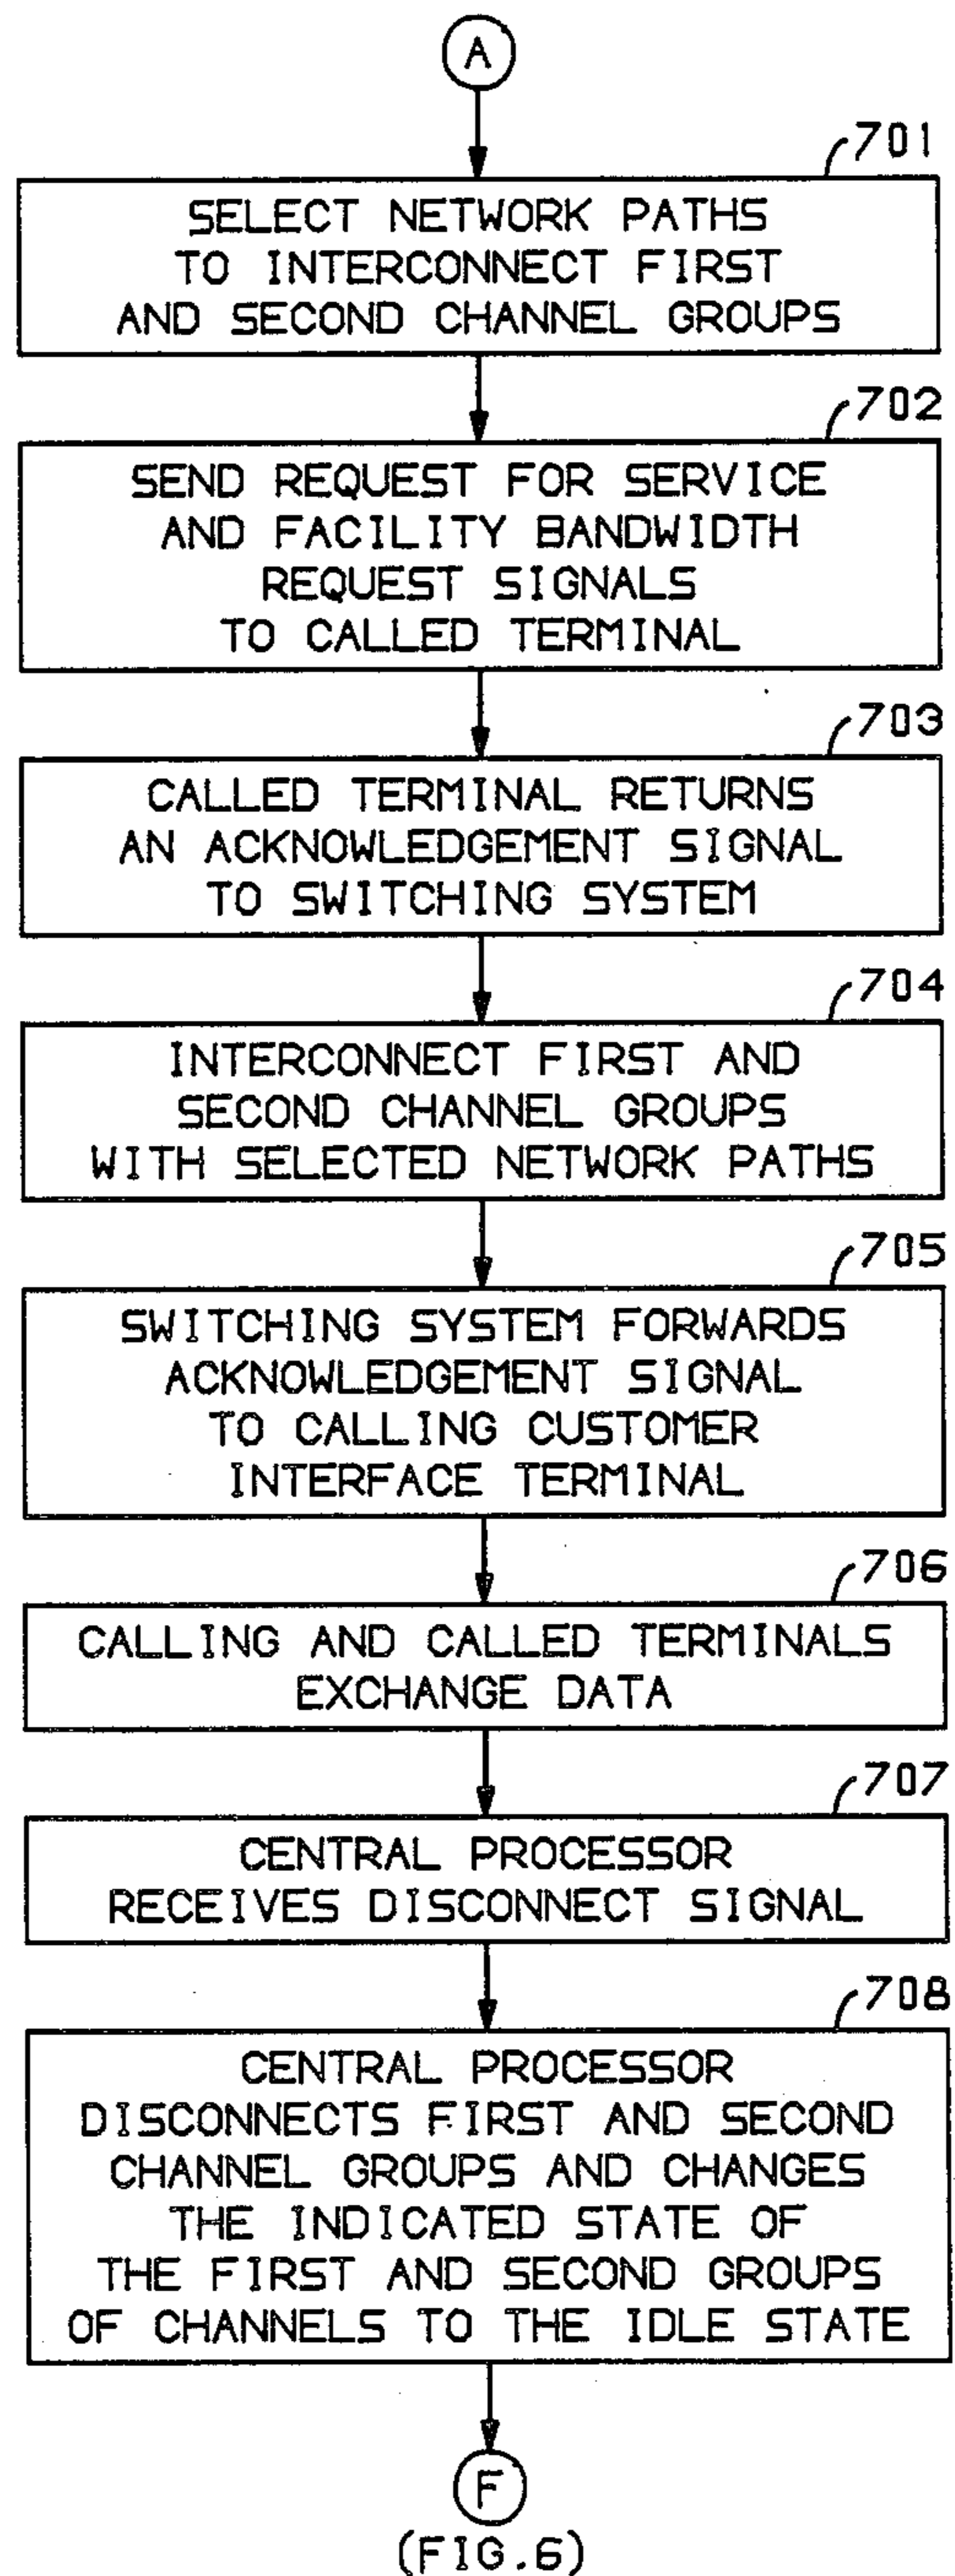 A
701
SELECT NETWORK PATHS
TO INTERCONNECT FIRST
AND SECOND CHANNEL GROUPS
702
SEND REQUEST FOR SERVICE
AND FACILITY BANDWIDTH
REQUEST SIGNALS
TO CALLED TERMINAL
703
CALLED TERMINAL RETURNS
AN ACKNOWLEDGEMENT SIGNAL
TO SWITCHING SYSTEM
704
INTERCONNECT FIRST AND
SECOND CHANNEL GROUPS
WITH SELECTED NETWORK PATHS
705
SWITCHING SYSTEM FORWARDS
ACKNOWLEDGEMENT SIGNAL
TO CALLING CUSTOMER
INTERFACE TERMINAL
706
CALLING AND CALLED TERMINALS
EXCHANGE DATA
707
CENTRAL PROCESSOR
RECEIVES DISCONNECT SIGNAL
708
CENTRAL PROCESSOR
DISCONNECTS FIRST AND SECOND
CHANNEL GROUPS AND CHANGES
THE INDICATED STATE OF
THE FIRST AND SECOND GROUPS
OF CHANNELS TO THE IDLE STATE
F
(FIG.6)